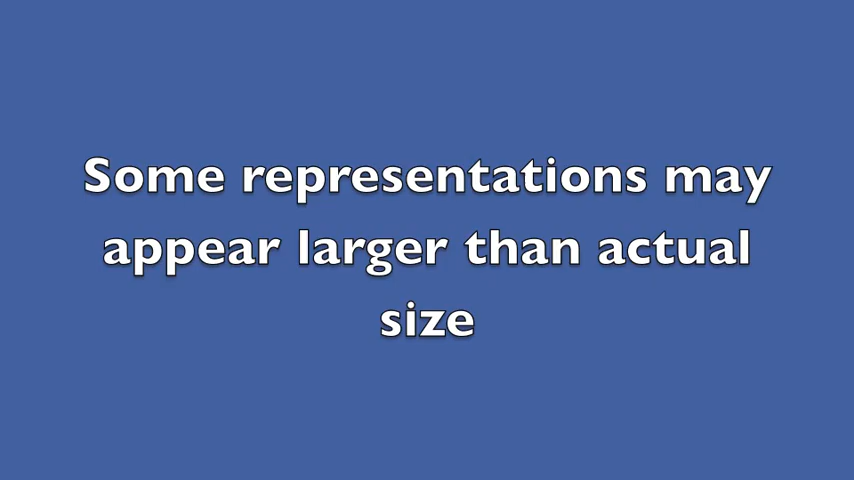 Some representations may
appear larger than actual
size